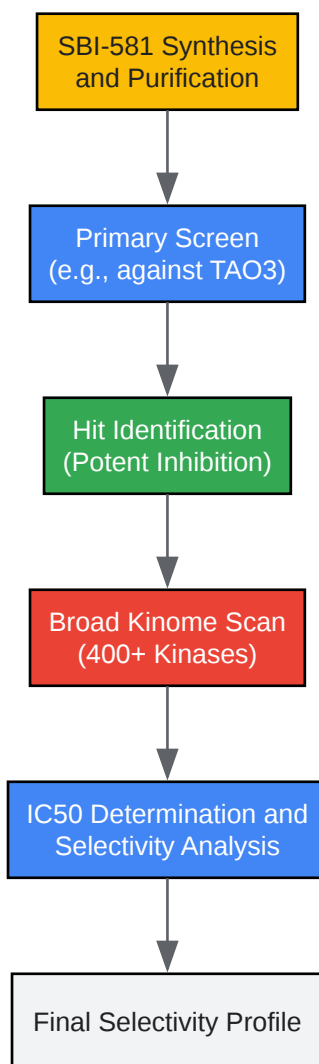 SBI-581 Synthesis
and Purification
Primary Screen
(e.g., against TAO3)
Hit Identification
(Potent Inhibition)
Broad Kinome Scan
(400+ Kinases)
IC50 Determination and
Selectivity Analysis
Final Selectivity Profile